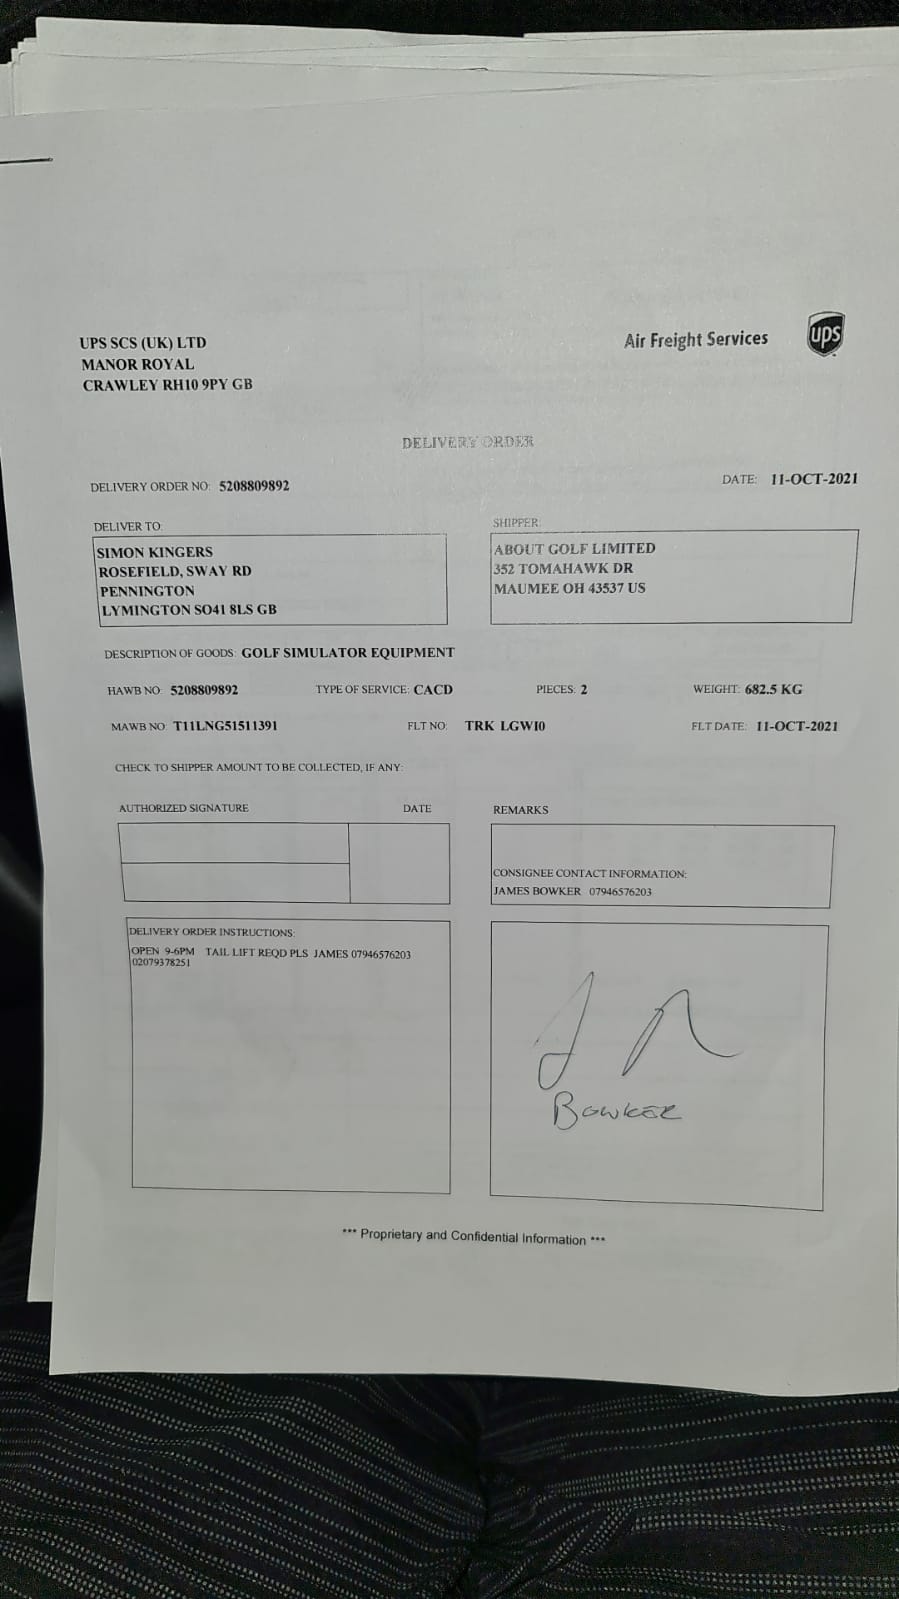 UPS SCS (UK) LTD
MANOR ROYAL
CRAWLEY RH10 9PY GB
Air Freight Services
ups
DELIVERY ORDER
DELIVERY ORDER NO: 5208809892
DATE: 11-OCT-2021
DELIVER TO:
SIMON KINGERS
ROSEFIELD, SWAY RD
PENNINGTON
LYMINGTON SO41 8LS GB
SHIPPER:
ABOUT GOLF LIMITED
352 TOMAHAWK DR
MAUMEE OH 43537 US
DESCRIPTION OF GOODS: GOLF SIMULATOR EQUIPMENT
HAWB NO: 5208809892 TYPE OF SERVICE: CACD PIECES: 2 WEIGHT: 682.5 KG
MAWB NO: T11LNG51511391 FLT NO: TRK LGWI0 FLT DATE: 11-OCT-2021
CHECK TO SHIPPER AMOUNT TO BE COLLECTED, IF ANY:
AUTHORIZED SIGNATURE DATE
REMARKS
CONSIGNEE CONTACT INFORMATION:
JAMES BOWKER 07946576203
DELIVERY ORDER INSTRUCTIONS:
OPEN 9-6PM TAIL LIFT REQD PLS JAMES 07946576203
02079378251
BOWKER
*** Proprietary and Confidential Information ***